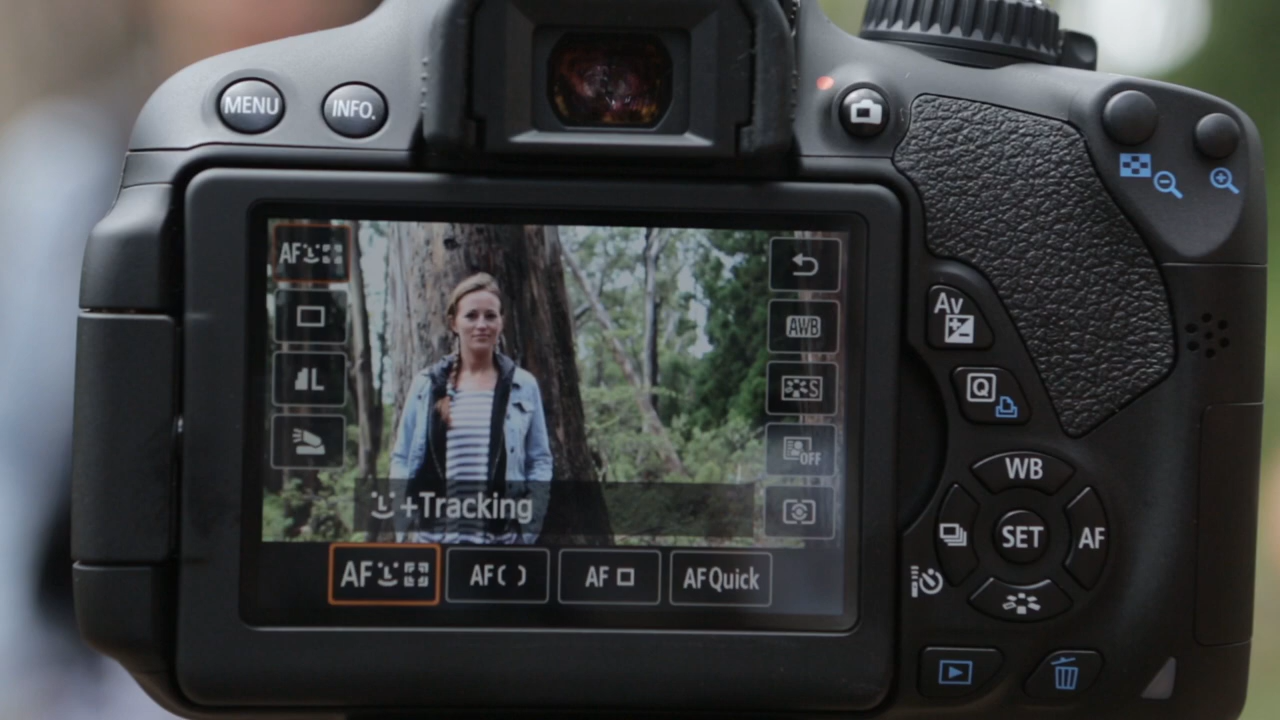 MENU
INFO.
AF
L
AWB
S
OFF
+Tracking
AF
AF( )
AF
AFQuick
Av
Q
WB
SET
AF